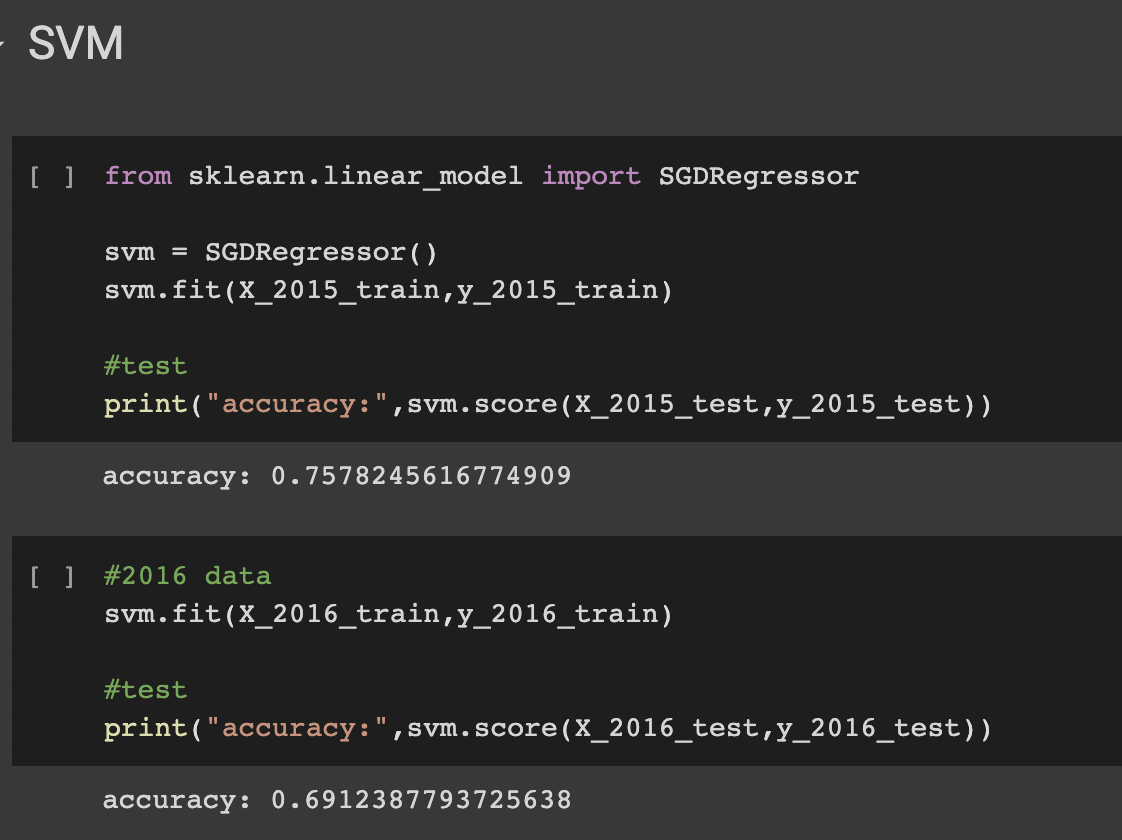 SVM
[ ] from sklearn.linear_model import SGDRegressor
svm = SGDRegressor()
svm.fit(X_2015_train,y_2015_train)
#test
print("accuracy:",svm.score(X_2015_test,y_2015_test))
accuracy: 0.7578245616774909
[ ] #2016 data
svm.fit(X_2016_train,y_2016_train)
#test
print("accuracy:",svm.score(X_2016_test,y_2016_test))
accuracy: 0.6912387793725638